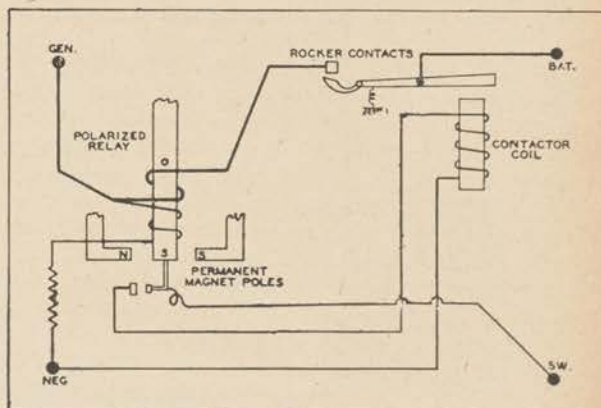 GEN.
ROCKER CONTACTS
BAT.
POLARIZED
RELAY
CONTACTOR
COIL
N
S
S
PERMANENT
MAGNET POLES
NEG
SW.